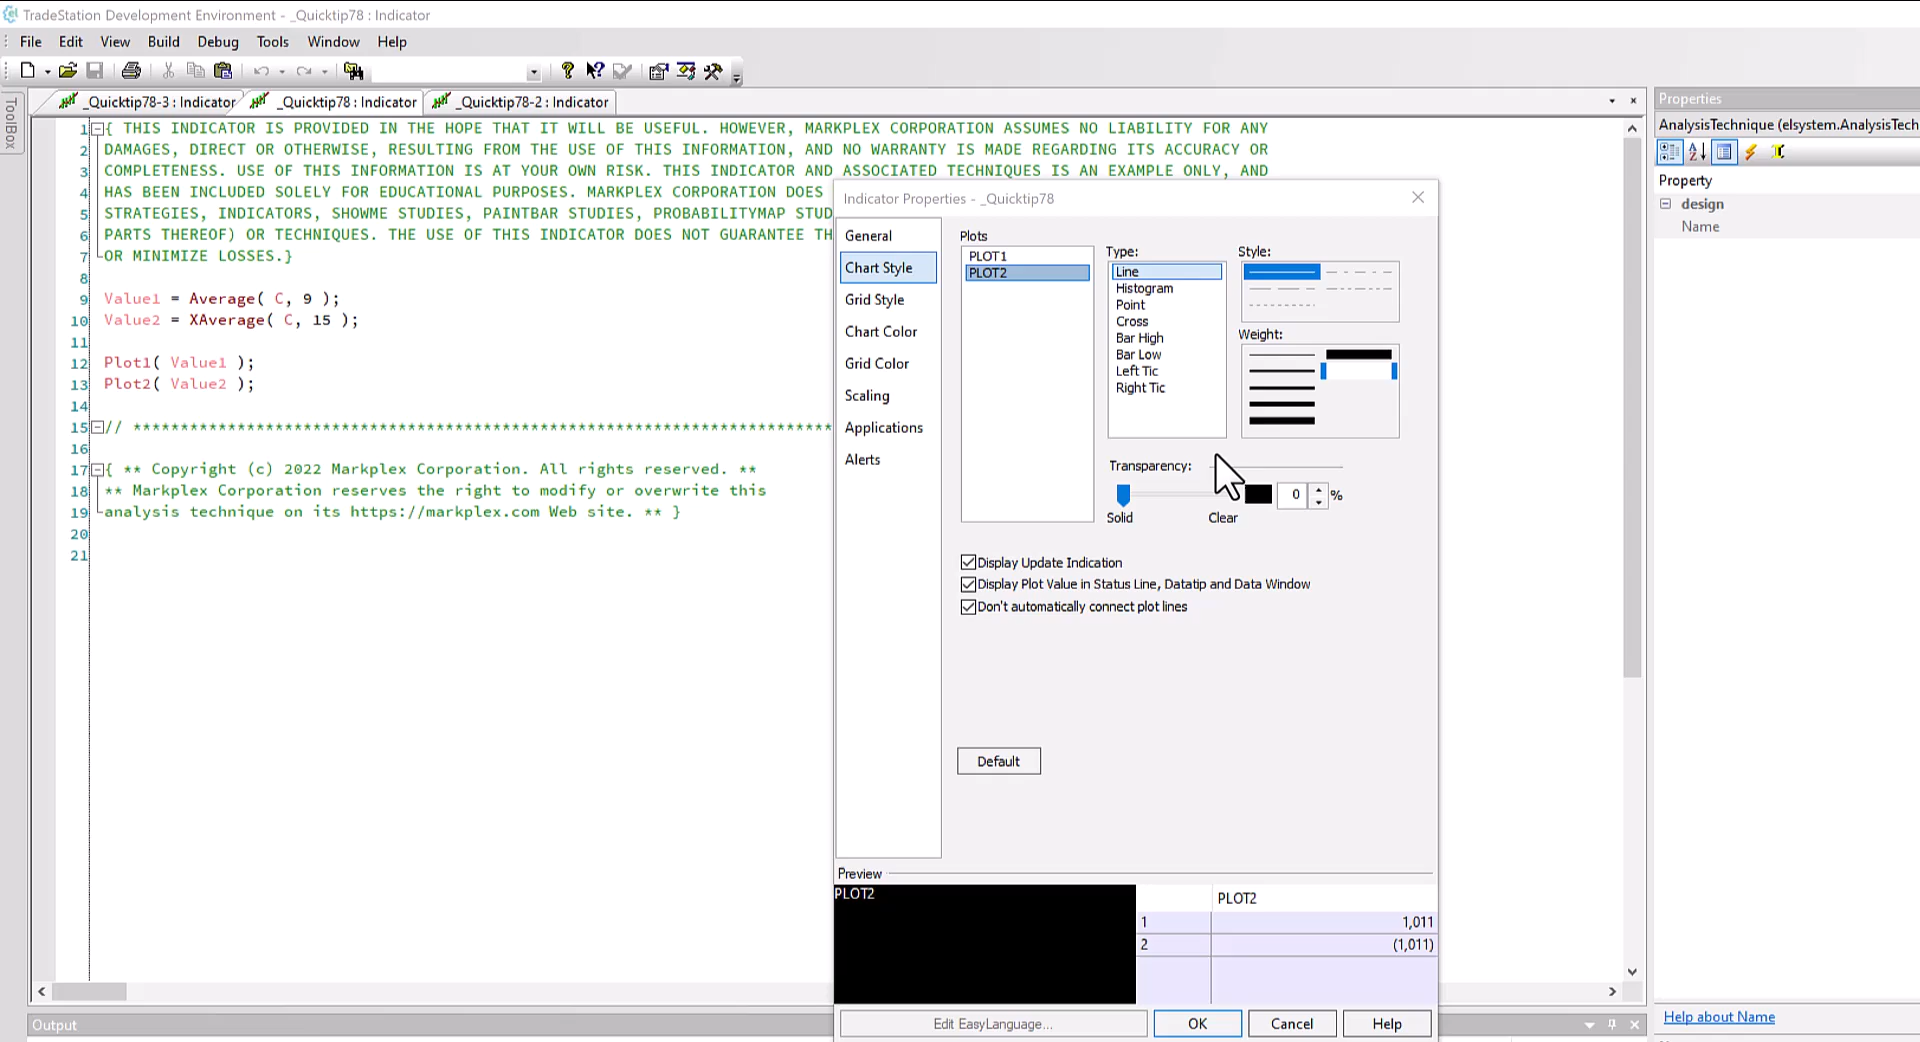 TradeStation Development Environment - _Quicktip78 : Indicator
File Edit View Build Debug Tools Window Help
ToolBox
_Quicktip78-3 : Indicator _Quicktip78 : Indicator _Quicktip78-2 : Indicator
1 { THIS INDICATOR IS PROVIDED IN THE HOPE THAT IT WILL BE USEFUL. HOWEVER, MARKPLEX CORPORATION ASSUMES NO LIABILITY FOR ANY
2 DAMAGES, DIRECT OR OTHERWISE, RESULTING FROM THE USE OF THIS INFORMATION, AND NO WARRANTY IS MADE REGARDING ITS ACCURACY OR
3 COMPLETENESS. USE OF THIS INFORMATION IS AT YOUR OWN RISK. THIS INDICATOR AND ASSOCIATED TECHNIQUES IS AN EXAMPLE ONLY, AND
4 HAS BEEN INCLUDED SOLELY FOR EDUCATIONAL PURPOSES. MARKPLEX CORPORATION DOES
5 STRATEGIES, INDICATORS, SHOWME STUDIES, PAINTBAR STUDIES, PROBABILITYMAP STUD
6 PARTS THEREOF) OR TECHNIQUES. THE USE OF THIS INDICATOR DOES NOT GUARANTEE TH
7 OR MINIMIZE LOSSES.}
8
9 Value1 = Average( C, 9 );
10 Value2 = XAverage( C, 15 );
11
12 Plot1( Value1 );
13 Plot2( Value2 );
14
15 // **************************************************************************
16
17 { ** Copyright (c) 2022 Markplex Corporation. All rights reserved. **
18 ** Markplex Corporation reserves the right to modify or overwrite this
19 analysis technique on its https://markplex.com Web site. ** }
20
21
Output
Indicator Properties - _Quicktip78
General
Chart Style
Grid Style
Chart Color
Grid Color
Scaling
Applications
Alerts
Plots
PLOT1
PLOT2
Type:
Line
Histogram
Point
Cross
Bar High
Bar Low
Left Tic
Right Tic
Style:
Weight:
Transparency:
0 %
Solid Clear
Display Update Indication
Display Plot Value in Status Line, Datatip and Data Window
Don't automatically connect plot lines
Default
Preview
PLOT2
PLOT2
1 1,011
2 (1,011)
Edit EasyLanguage... OK Cancel Help
Properties
AnalysisTechnique (elsystem.AnalysisTech
Property
design
Name
Help about Name